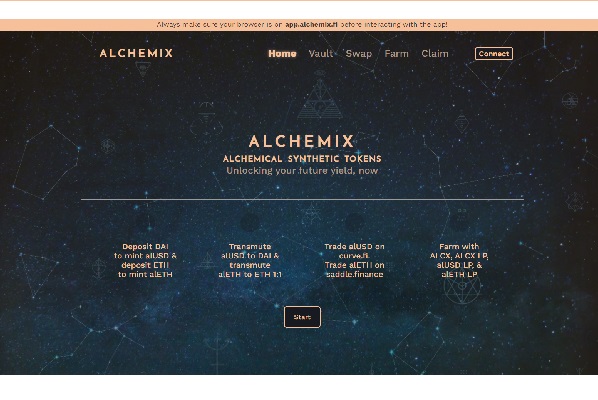 Always make sure your browser is on app.alchemix.fi before interacting with the app!
ALCHEMIX
Home Vault Swap Farm Claim Connect
ALCHEMIX
ALCHEMICAL SYNTHETIC TOKENS
Unlocking your future yield, now
Deposit DAI
to mint alUSD &
deposit ETH
to mint alETH
Transmute
alUSD to DAI &
transmute
alETH to ETH 1:1
Trade alUSD on
curve.fi.
Trade alETH on
saddle.finance
Farm with
ALCX, ALCX LP,
alUSD LP, &
alETH LP
Start